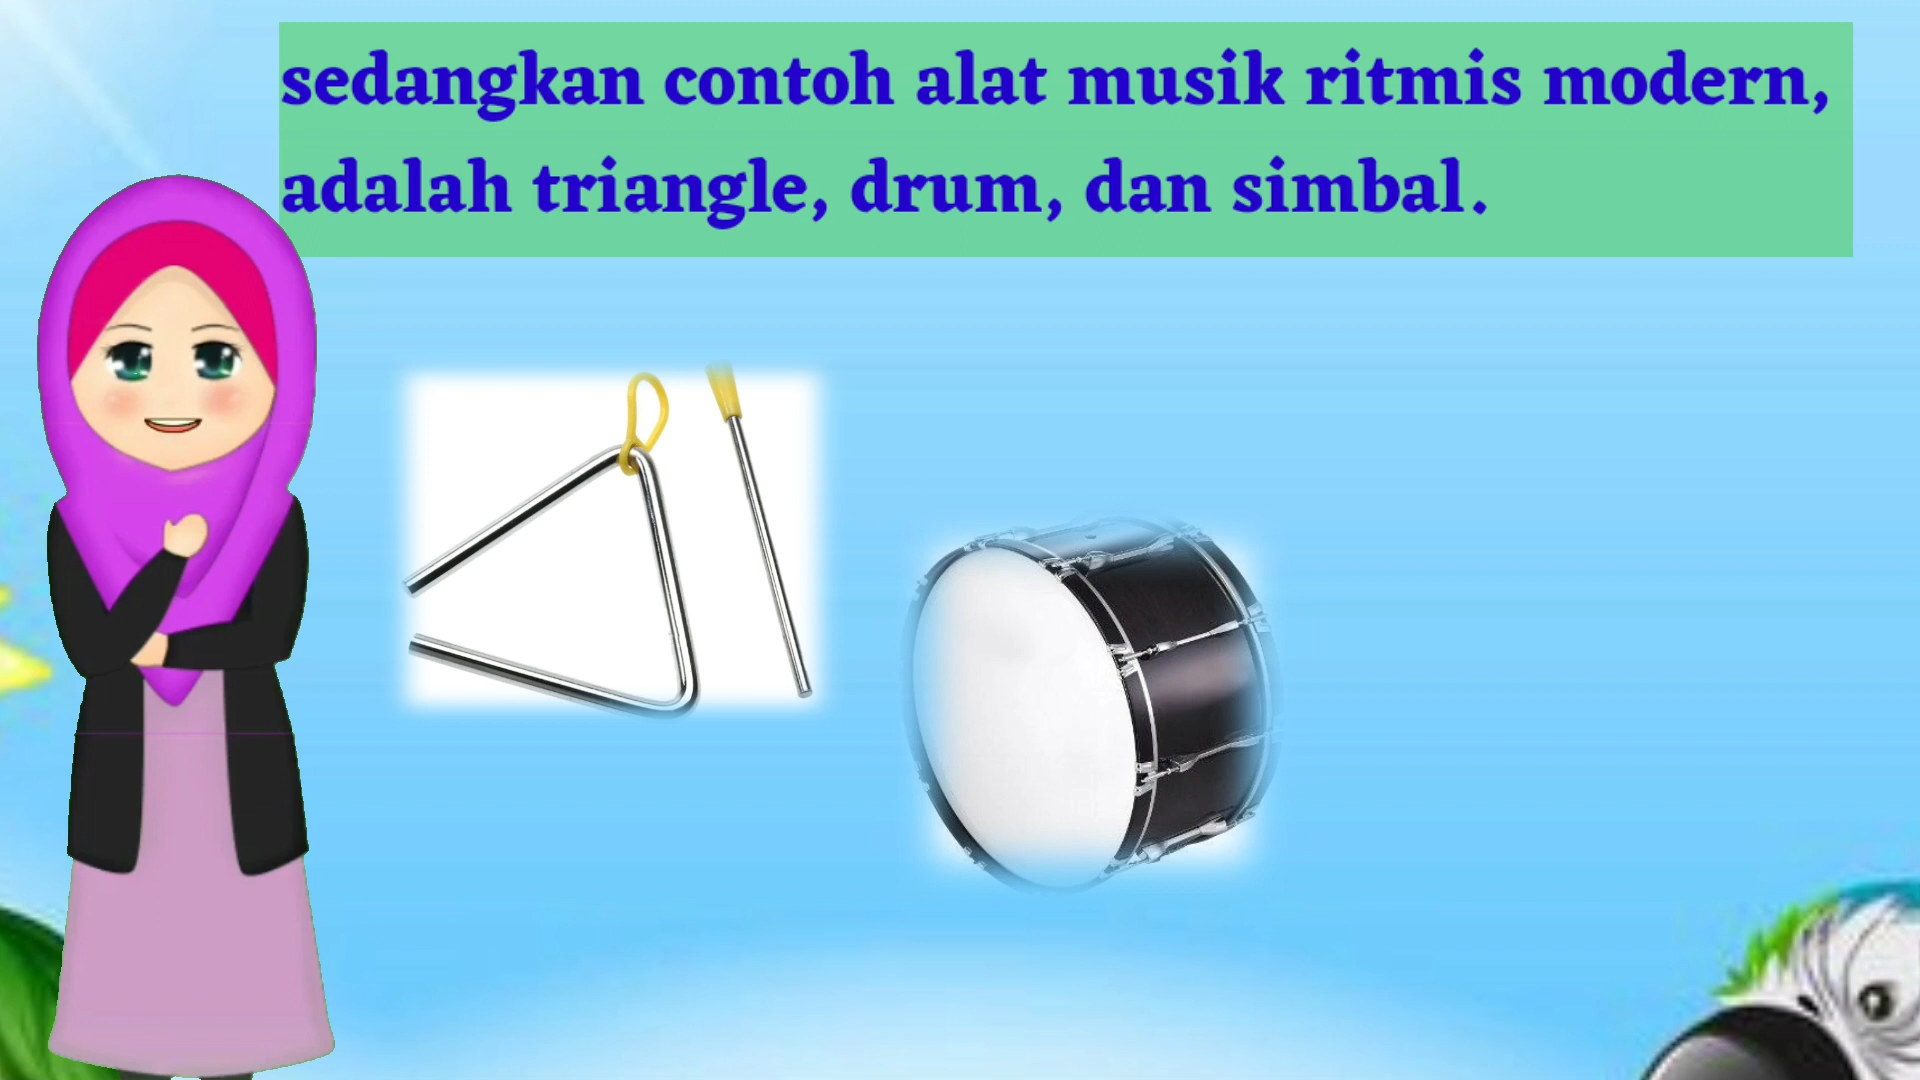 sedangkan contoh alat musik ritmis modern,
adalah triangle, drum, dan simbal.